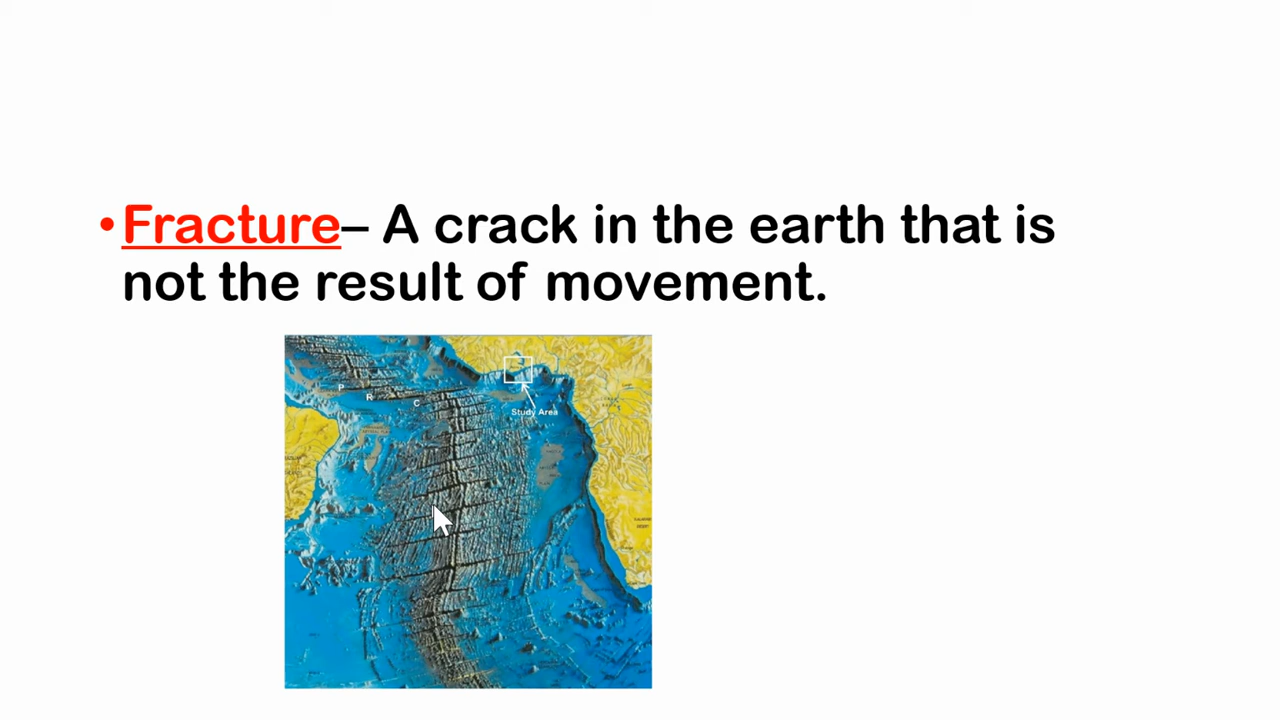 •Fracture– A crack in the earth that is
not the result of movement.
P
R
C
Study Area